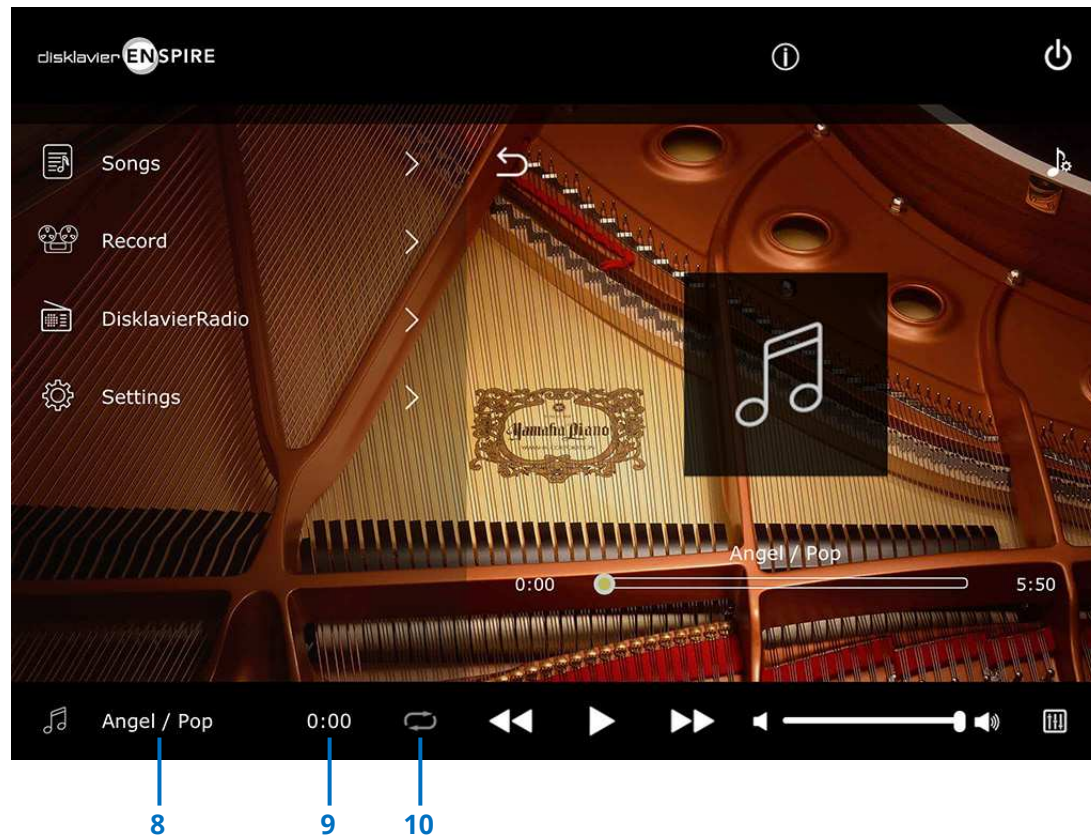 disklavier ENSPIRE
Songs
Record
DisklavierRadio
Settings
Yamaha Piano
Angel / Pop
0:00 5:50
Angel / Pop 0:00
8 9 10